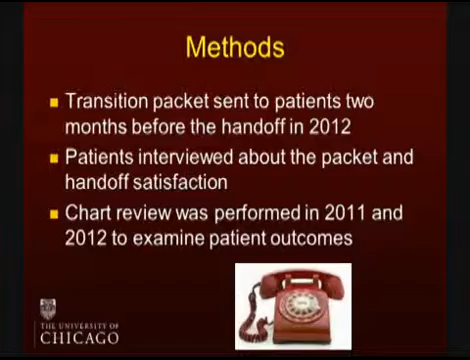 Methods
Transition packet sent to patients two
months before the handoff in 2012
Patients interviewed about the packet and
handoff satisfaction
Chart review was performed in 2011 and
2012 to examine patient outcomes
THE UNIVERSITY OF
CHICAGO